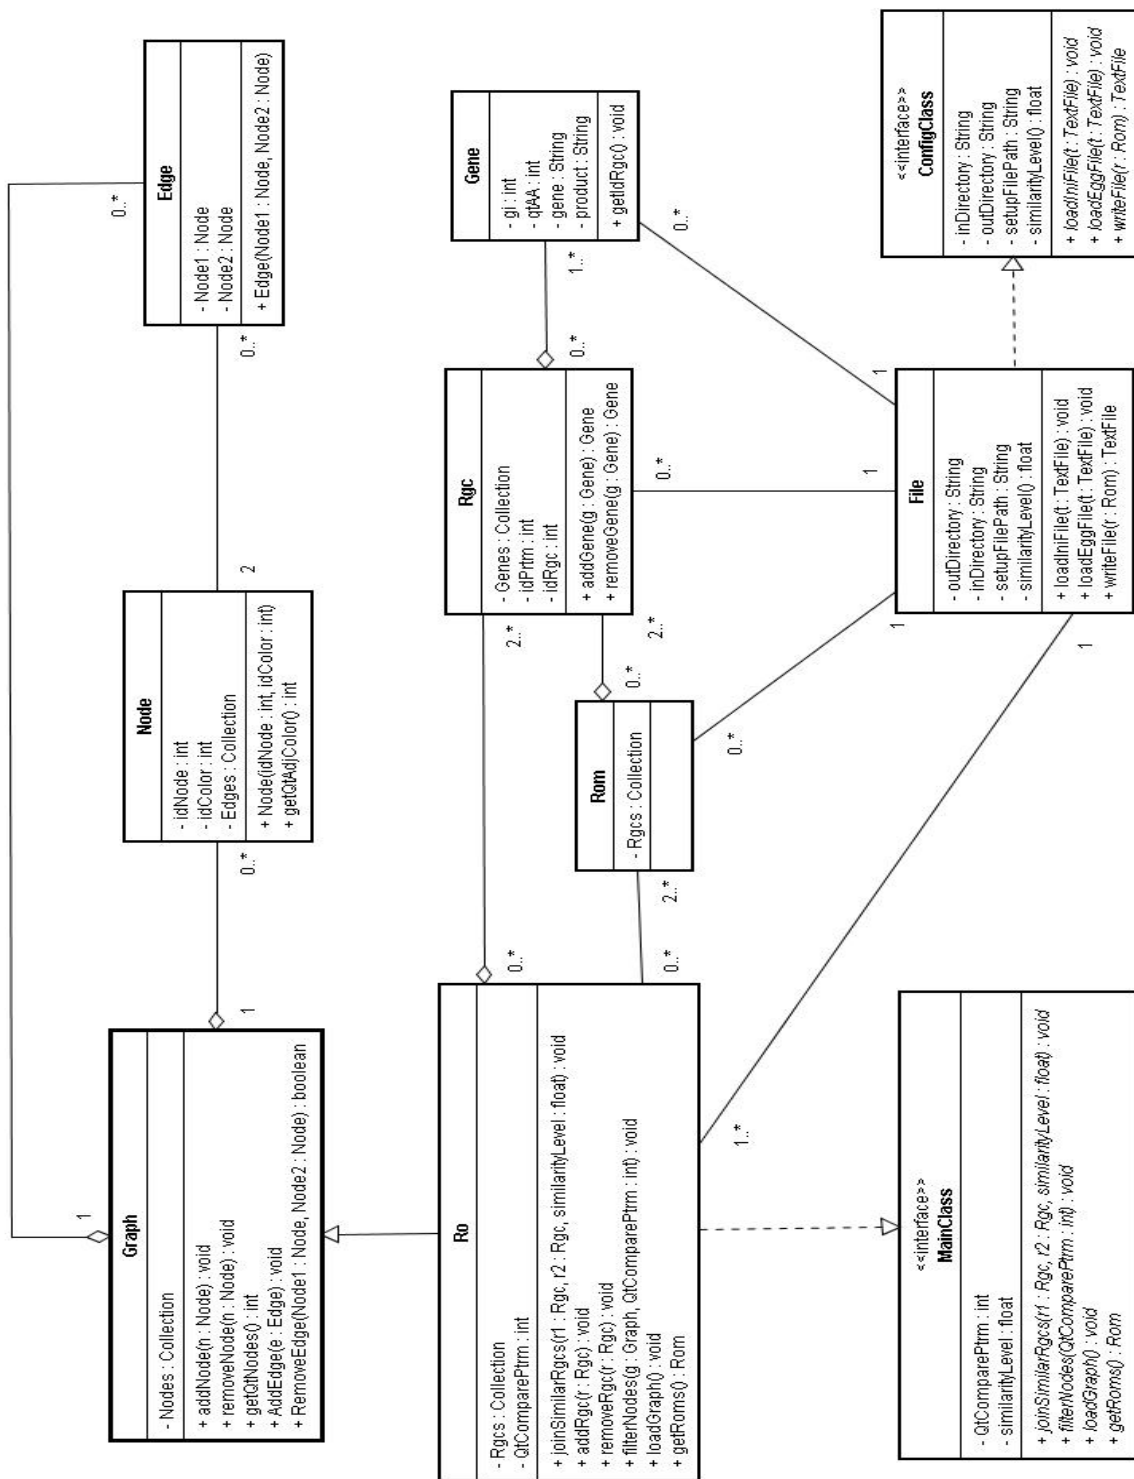 Graph
- Nodes : Collection
+ addNode(n : Node) : void
+ removeNode(n : Node) : void
+ getQtNodes() : int
+ AddEdge(e : Edge) : void
+ RemoveEdge(Node1 : Node, Node2 : Node) : boolean
1
1
0..*
Node
- idNode : int
- idColor : int
- Edges : Collection
+ Node(idNode : int, idColor : int)
+ getQtAdjColor() : int
2
0..*
0..*
Edge
- Node1 : Node
- Node2 : Node
+ Edge(Node1 : Node, Node2 : Node)
Ro
- Rgcs : Collection
- QtComparePtrm : int
+ joinSimilarRgcs(r1 : Rgc, r2 : Rgc, similarityLevel : float) : void
+ addRgc(r : Rgc) : void
+ removeRgc(r : Rgc) : void
+ filterNodes(g : Graph, QtComparePtrm : int) : void
+ loadGraph() : void
+ getRoms() : Rom
0..*
2..*
0..*
2..*
1..*
1
Rom
- Rgcs : Collection
0..*
2..*
0..*
1
Rgc
- Genes : Collection
- idPrtm : int
- idRgc : int
+ addGene(g : Gene) : Gene
+ removeGene(g : Gene) : Gene
0..*
1..*
0..*
1
Gene
- gi : int
- qtAA : int
- gene : String
- product : String
+ getIdRgc() : void
0..*
1
<<interface>>
MainClass
- QtComparePtrm : int
- similarityLevel : float
+ joinSimilarRgcs(r1 : Rgc, r2 : Rgc, similarityLevel : float) : void
+ filterNodes(QtComparePtrm : int) : void
+ loadGraph() : void
+ getRoms() : Rom
File
- outDirectory : String
- inDirectory : String
- setupFilePath : String
- similarityLevel() : float
+ loadIniFile(t : TextFile) : void
+ loadEggFile(t : TextFile) : void
+ writeFile(r : Rom) : TextFile
<<interface>>
ConfigClass
- inDirectory : String
- outDirectory : String
- setupFilePath : String
- similarityLevel() : float
+ loadIniFile(t : TextFile) : void
+ loadEggFile(t : TextFile) : void
+ writeFile(r : Rom) : TextFile